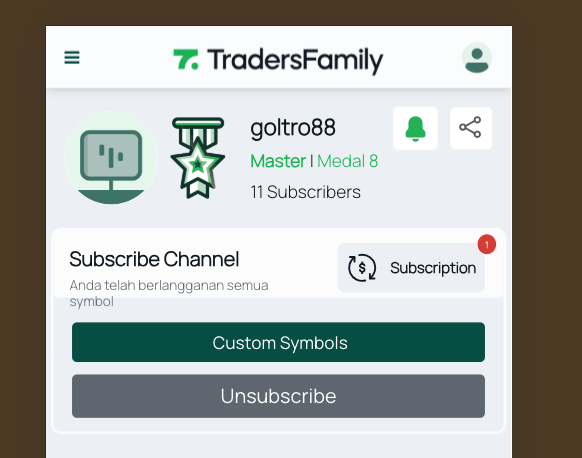 TradersFamily
goltro88
Master | Medal 8
11 Subscribers
Subscribe Channel
1
Subscription
Anda telah berlangganan semua
symbol
Custom Symbols
Unsubscribe